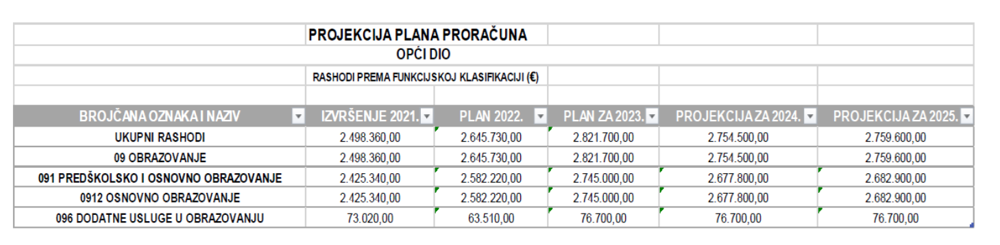 PROJEKCIJA PLANA PRORAČUNA
OPĆI DIO
RASHODI PREMA FUNKCIJSKOJ KLASIFIKACIJI (€)
BROJČANA OZNAKA I NAZIV IZVRŠENJE 2021. PLAN 2022. PLAN ZA 2023. PROJEKCIJA ZA 2024. PROJEKCIJA ZA 2025.
UKUPNI RASHODI 2.498.360,00 2.645.730,00 2.821.700,00 2.754.500,00 2.759.600,00
09 OBRAZOVANJE 2.498.360,00 2.645.730,00 2.821.700,00 2.754.500,00 2.759.600,00
091 PREDŠKOLSKO I OSNOVNO OBRAZOVANJE 2.425.340,00 2.582.220,00 2.745.000,00 2.677.800,00 2.682.900,00
0912 OSNOVNO OBRAZOVANJE 2.425.340,00 2.582.220,00 2.745.000,00 2.677.800,00 2.682.900,00
096 DODATNE USLUGE U OBRAZOVANJU 73.020,00 63.510,00 76.700,00 76.700,00 76.700,00